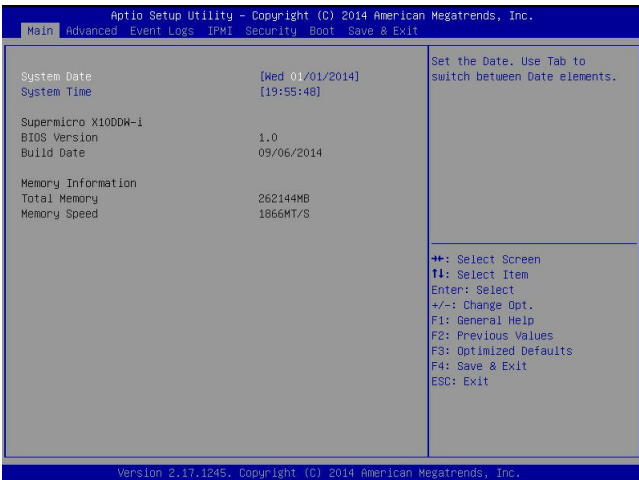 Aptio Setup Utility – Copyright (C) 2014 American Megatrends, Inc.
Main Advanced Event Logs IPMI Security Boot Save & Exit
System Date [Wed 01/01/2014]
System Time [19:55:48]
Supermicro X10DDW-i
BIOS Version 1.0
Build Date 09/06/2014
Memory Information
Total Memory 262144MB
Memory Speed 1866MT/S
Set the Date. Use Tab to
switch between Date elements.
→←: Select Screen
↑↓: Select Item
Enter: Select
+/-: Change Opt.
F1: General Help
F2: Previous Values
F3: Optimized Defaults
F4: Save & Exit
ESC: Exit
Version 2.17.1245. Copyright (C) 2014 American Megatrends, Inc.